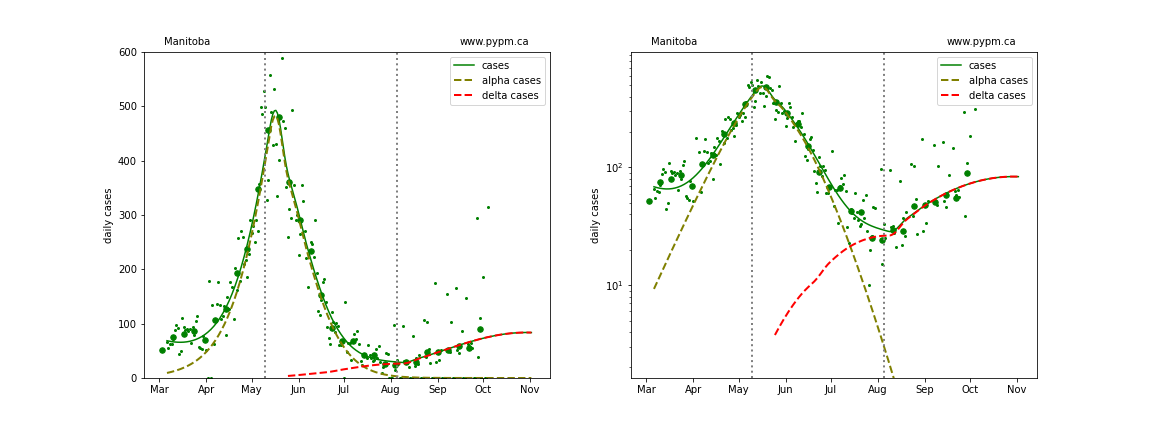 Manitoba www.pypm.ca
600
500
400
300
200
100
0
daily cases
cases
alpha cases
delta cases
Mar Apr May Jun Jul Aug Sep Oct Nov
Manitoba www.pypm.ca
10²
10¹
daily cases
cases
alpha cases
delta cases
Mar Apr May Jun Jul Aug Sep Oct Nov